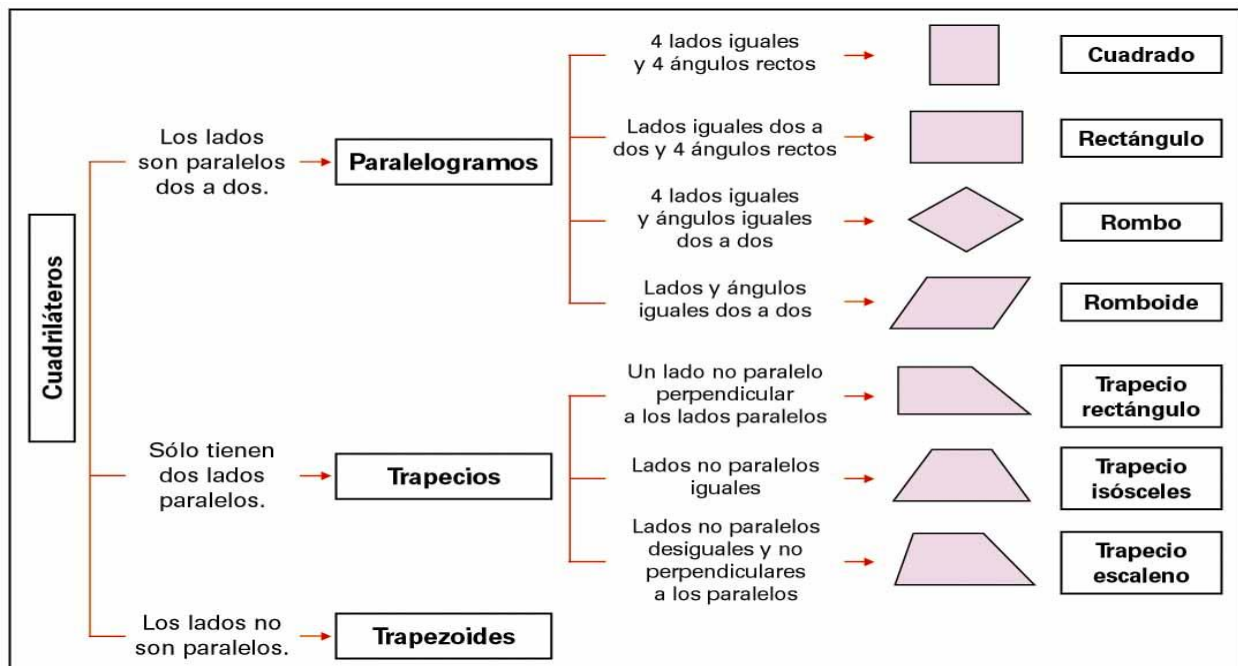 Cuadriláteros
Los lados
son paralelos
dos a dos.
Paralelogramos
4 lados iguales
y 4 ángulos rectos
Cuadrado
Lados iguales dos a
dos y 4 ángulos rectos
Rectángulo
4 lados iguales
y ángulos iguales
dos a dos
Rombo
Lados y ángulos
iguales dos a dos
Romboide
Sólo tienen
dos lados
paralelos.
Trapecios
Un lado no paralelo
perpendicular
a los lados paralelos
Trapecio
rectángulo
Lados no paralelos
iguales
Trapecio
isósceles
Lados no paralelos
desiguales y no
perpendiculares
a los paralelos
Trapecio
escaleno
Los lados no
son paralelos.
Trapezoides